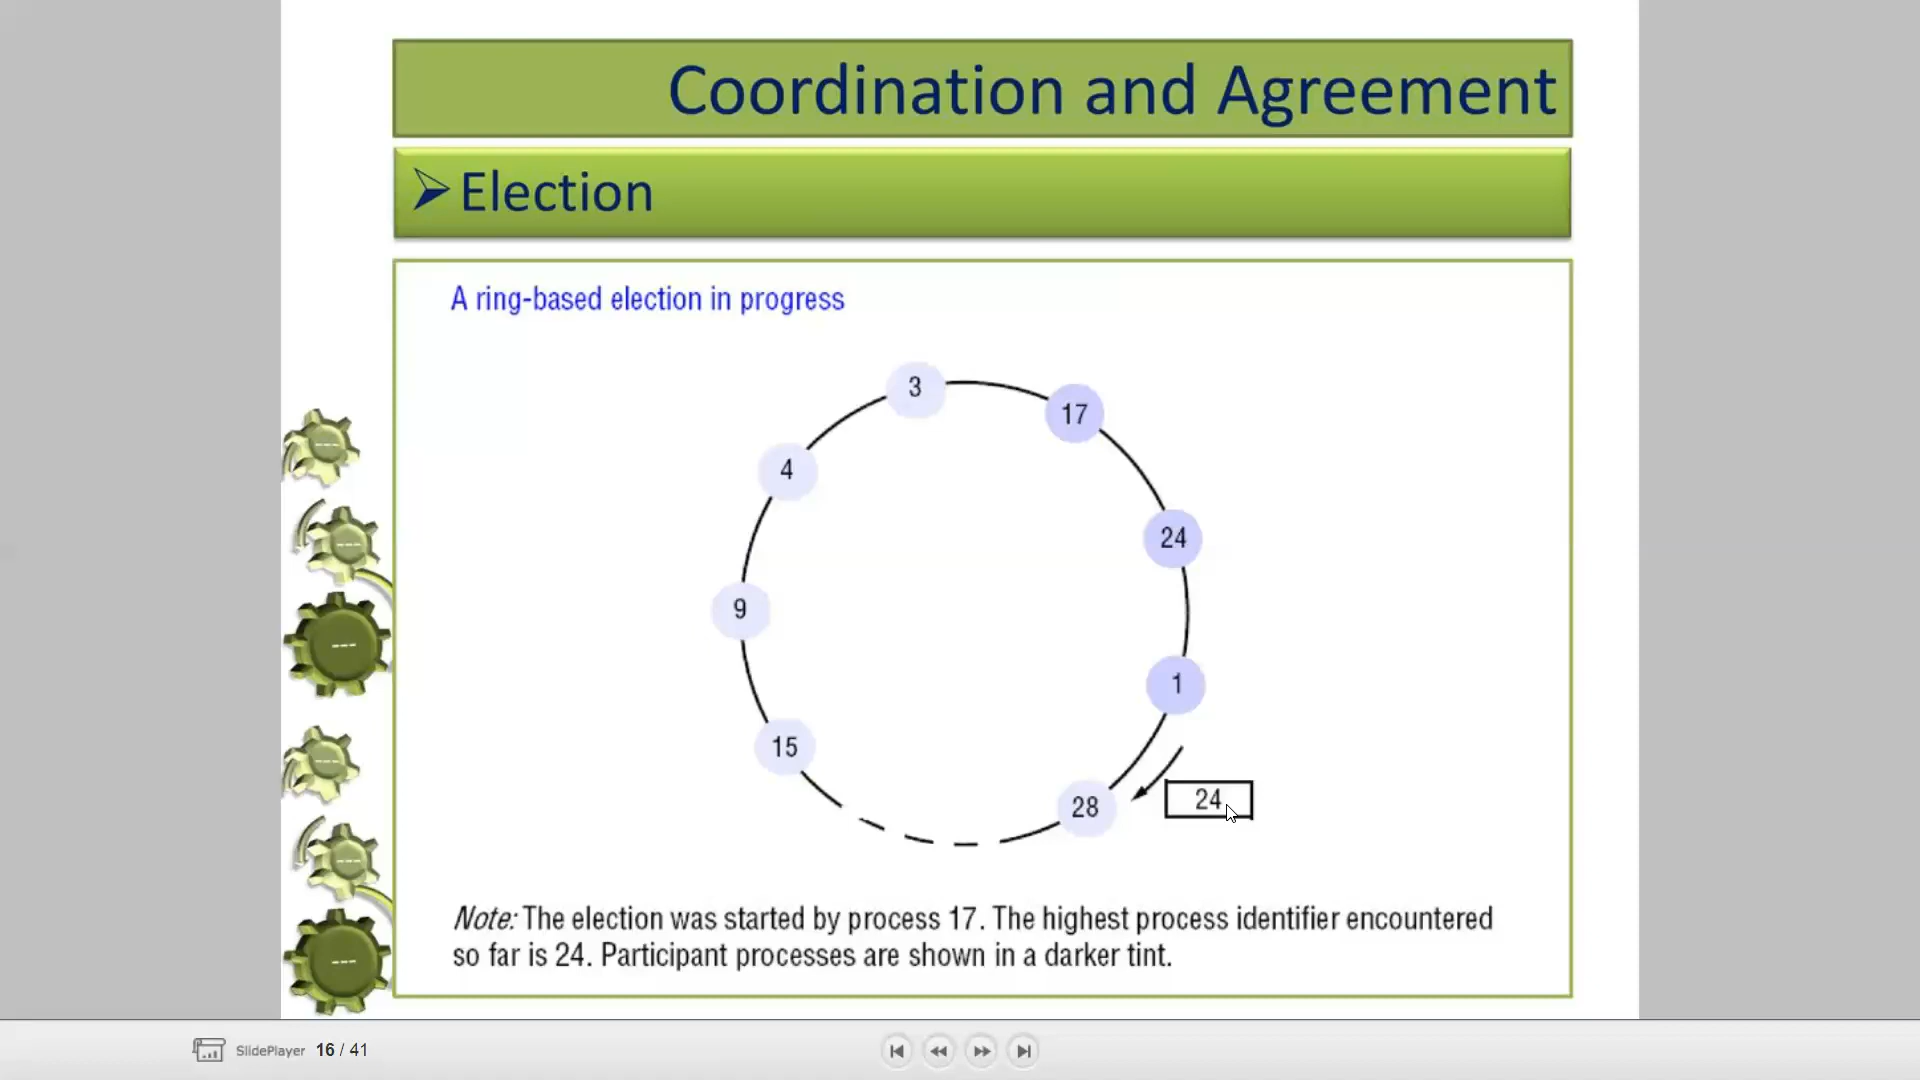 Coordination and Agreement
Election
A ring-based election in progress
3
17
4
24
9
1
15
28
24
Note: The election was started by process 17. The highest process identifier encountered
so far is 24. Participant processes are shown in a darker tint.
---
---
---
---
---
---
SlidePlayer 16 / 41